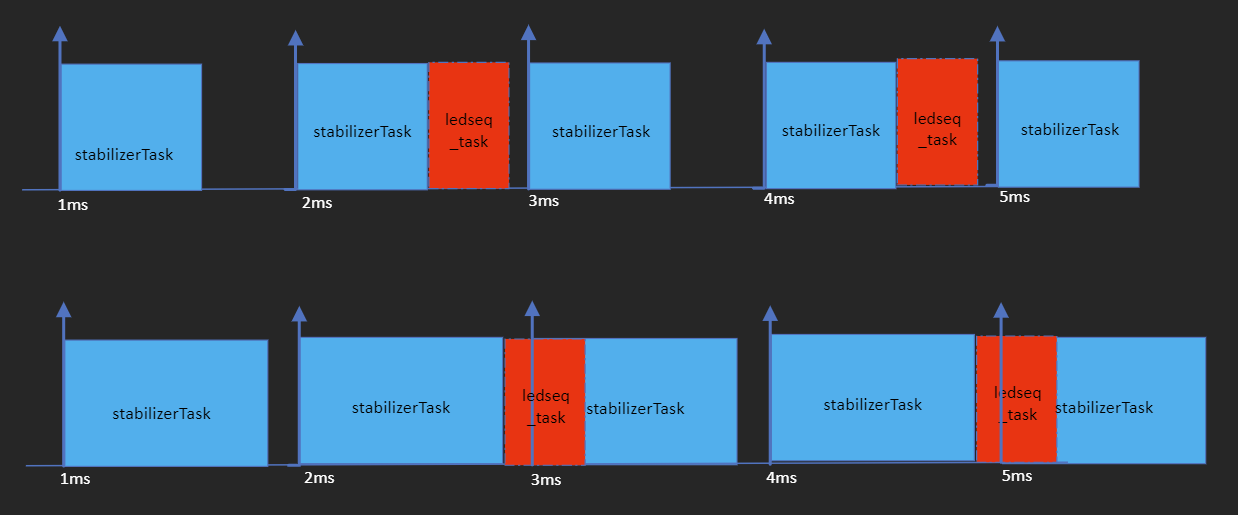 stabilizerTask
stabilizerTask
ledseq
_task
stabilizerTask
stabilizerTask
ledseq
_task
stabilizerTask
1ms
2ms
3ms
4ms
5ms
stabilizerTask
stabilizerTask
ledseq
_task
stabilizerTask
stabilizerTask
ledseq
_task
stabilizerTask
1ms
2ms
3ms
4ms
5ms